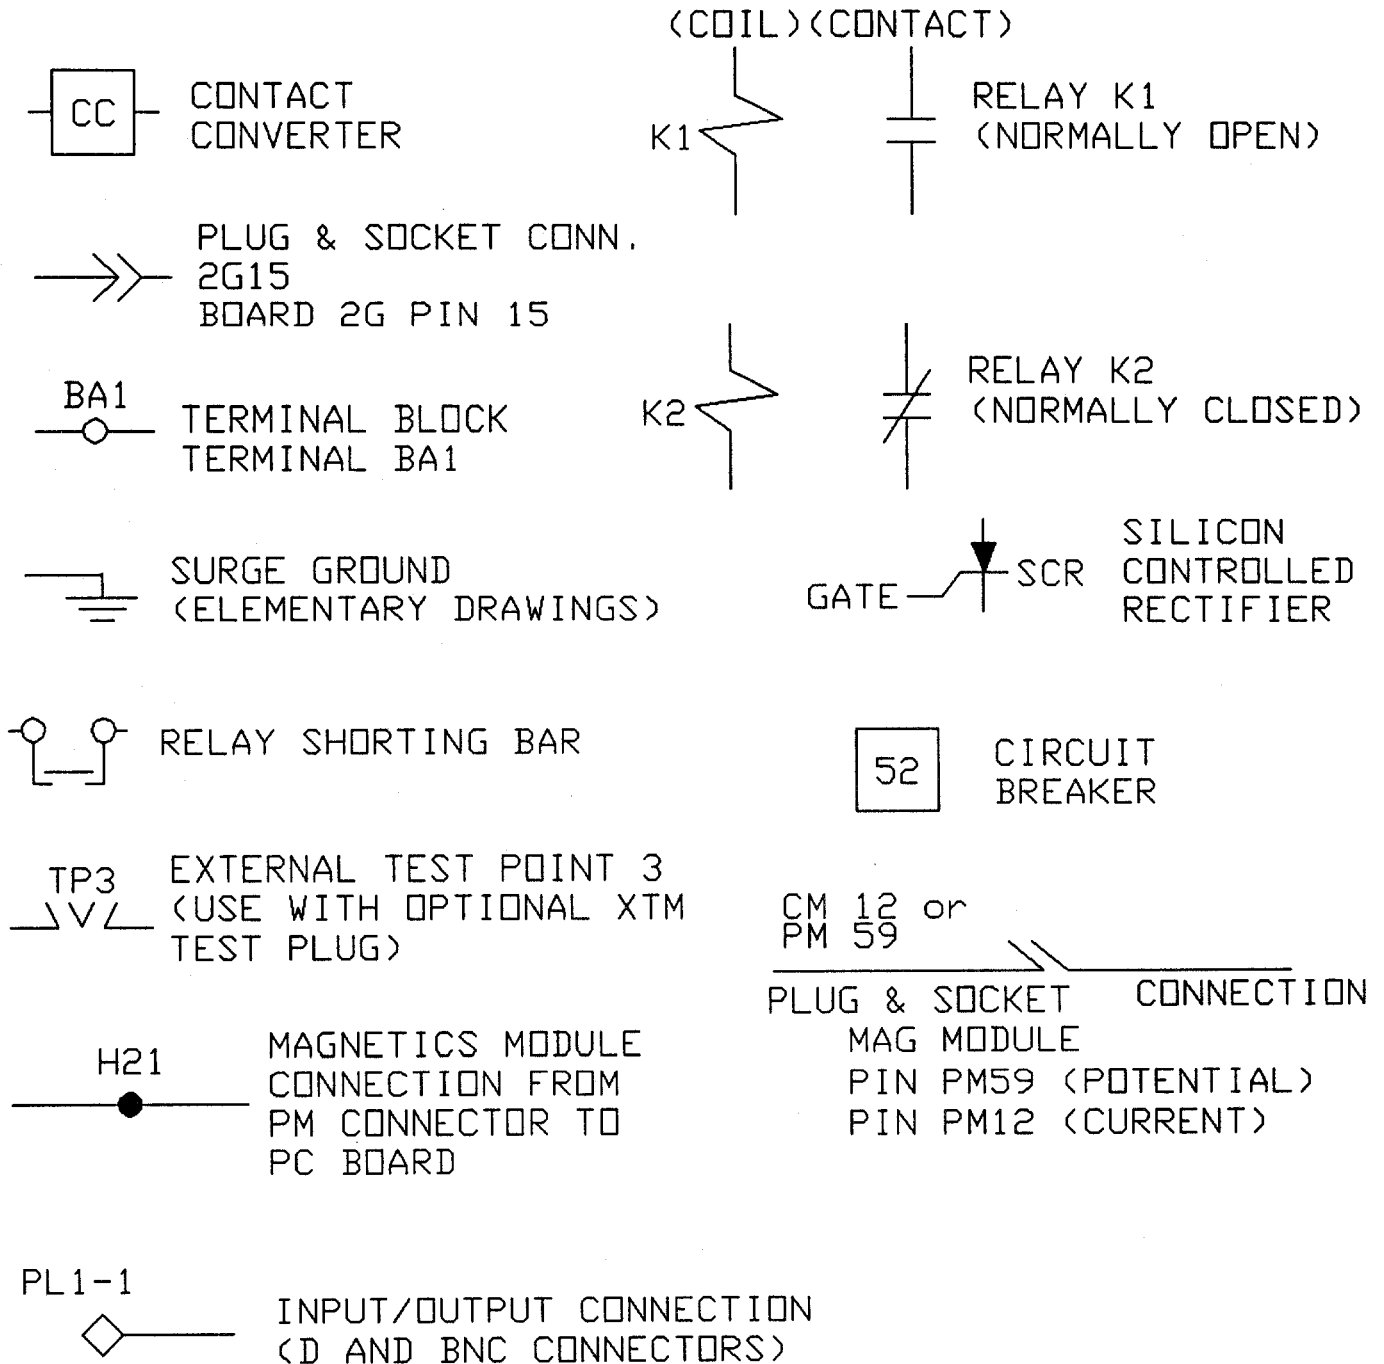 (COIL)(CONTACT)
CC
CONTACT
CONVERTER
K1
RELAY K1
(NORMALLY OPEN)
PLUG & SOCKET CONN.
2G15
BOARD 2G PIN 15
BA1
TERMINAL BLOCK
TERMINAL BA1
K2
RELAY K2
(NORMALLY CLOSED)
SURGE GROUND
(ELEMENTARY DRAWINGS)
GATE
SCR
SILICON
CONTROLLED
RECTIFIER
RELAY SHORTING BAR
52
CIRCUIT
BREAKER
TP3
EXTERNAL TEST POINT 3
(USE WITH OPTIONAL XTM
TEST PLUG)
CM 12 or
PM 59
PLUG & SOCKET CONNECTION
MAG MODULE
PIN PM59 (POTENTIAL)
PIN PM12 (CURRENT)
H21
MAGNETICS MODULE
CONNECTION FROM
PM CONNECTOR TO
PC BOARD
PL1-1
INPUT/OUTPUT CONNECTION
(D AND BNC CONNECTORS)